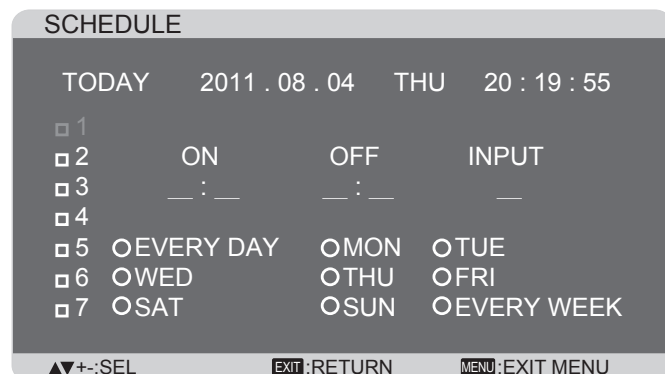 SCHEDULE
TODAY 2011 . 08 . 04 THU 20 : 19 : 55
1
2 ON OFF INPUT
3 __ : __ __ : __ __
4
5 EVERY DAY MON TUE
6 WED THU FRI
7 SAT SUN EVERY WEEK
▲▼+-:SEL EXIT:RETURN MENU:EXIT MENU